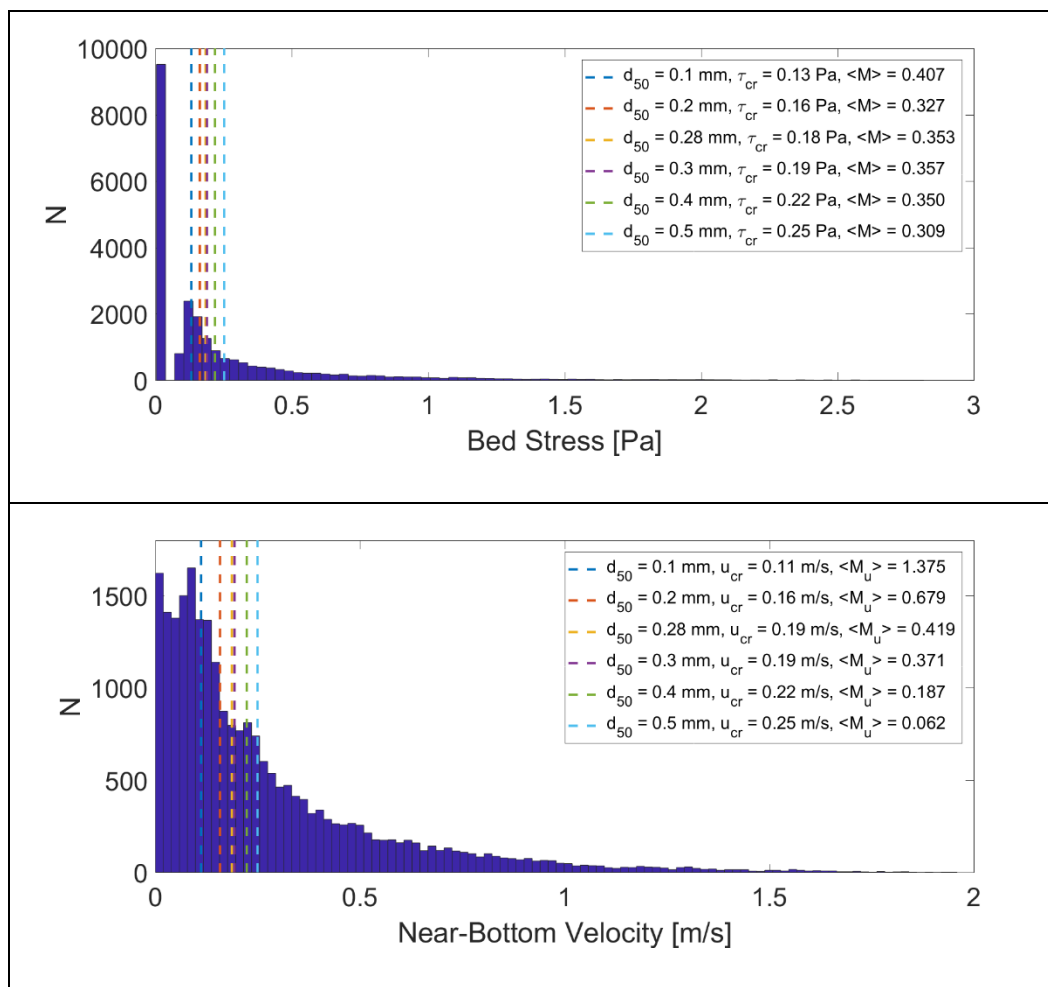 10000
8000
6000
4000
2000
0
N
0 0.5 1 1.5 2 2.5 3
Bed Stress [Pa]
d50 = 0.1 mm, τcr = 0.13 Pa, <M> = 0.407
d50 = 0.2 mm, τcr = 0.16 Pa, <M> = 0.327
d50 = 0.28 mm, τcr = 0.18 Pa, <M> = 0.353
d50 = 0.3 mm, τcr = 0.19 Pa, <M> = 0.357
d50 = 0.4 mm, τcr = 0.22 Pa, <M> = 0.350
d50 = 0.5 mm, τcr = 0.25 Pa, <M> = 0.309
1500
1000
500
0
N
0 0.5 1 1.5 2
Near-Bottom Velocity [m/s]
d50 = 0.1 mm, ucr = 0.11 m/s, <Mu> = 1.375
d50 = 0.2 mm, ucr = 0.16 m/s, <Mu> = 0.679
d50 = 0.28 mm, ucr = 0.19 m/s, <Mu> = 0.419
d50 = 0.3 mm, ucr = 0.19 m/s, <Mu> = 0.371
d50 = 0.4 mm, ucr = 0.22 m/s, <Mu> = 0.187
d50 = 0.5 mm, ucr = 0.25 m/s, <Mu> = 0.062